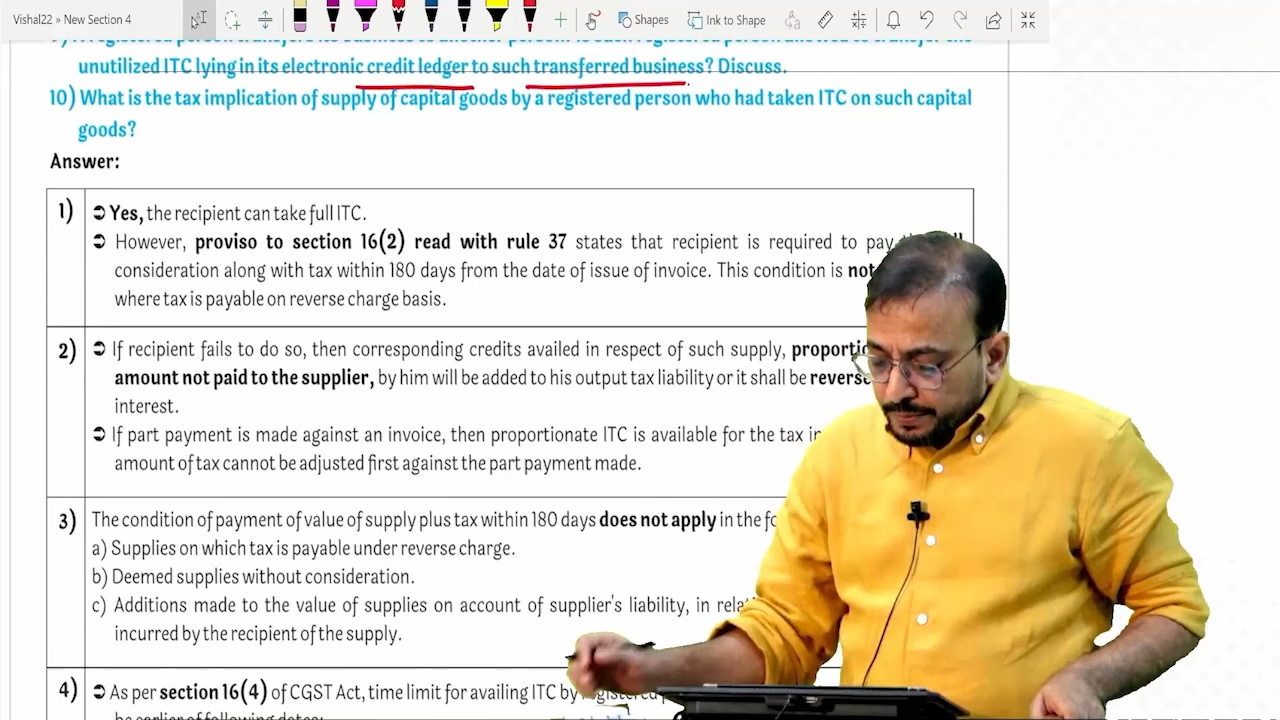 Vishal22 » New Section 4
Shapes
Ink to Shape
unutilized ITC lying in its electronic credit ledger to such transferred business? Discuss.
10) What is the tax implication of supply of capital goods by a registered person who had taken ITC on such capital
goods?
Answer:
1) ➲ Yes, the recipient can take full ITC.
➲ However, proviso to section 16(2) read with rule 37 states that recipient is required to pay
consideration along with tax within 180 days from the date of issue of invoice. This condition is not
where tax is payable on reverse charge basis.
2) ➲ If recipient fails to do so, then corresponding credits availed in respect of such supply,
amount not paid to the supplier, by him will be added to his output tax liability or it shall be
interest.
➲ If part payment is made against an invoice, then proportionate ITC is available for the tax
amount of tax cannot be adjusted first against the part payment made.
3) The condition of payment of value of supply plus tax within 180 days does not apply in the
a) Supplies on which tax is payable under reverse charge.
b) Deemed supplies without consideration.
c) Additions made to the value of supplies on account of supplier's liability, in
incurred by the recipient of the supply.
4) ➲ As per section 16(4) of CGST Act, time limit for availing ITC by
be earlier of following dates: